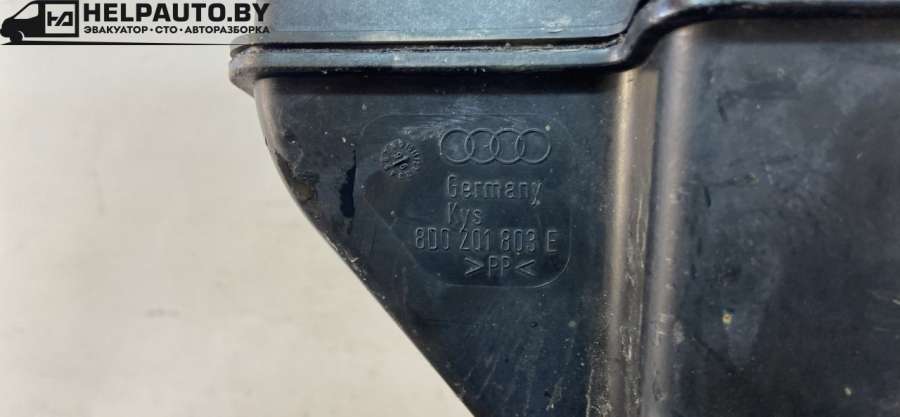 HELPAUTO.BY
ЭВАКУАТОР · СТО · АВТОРАЗБОРКА
Germany
Kys
8D0 201 803 E
>PP<